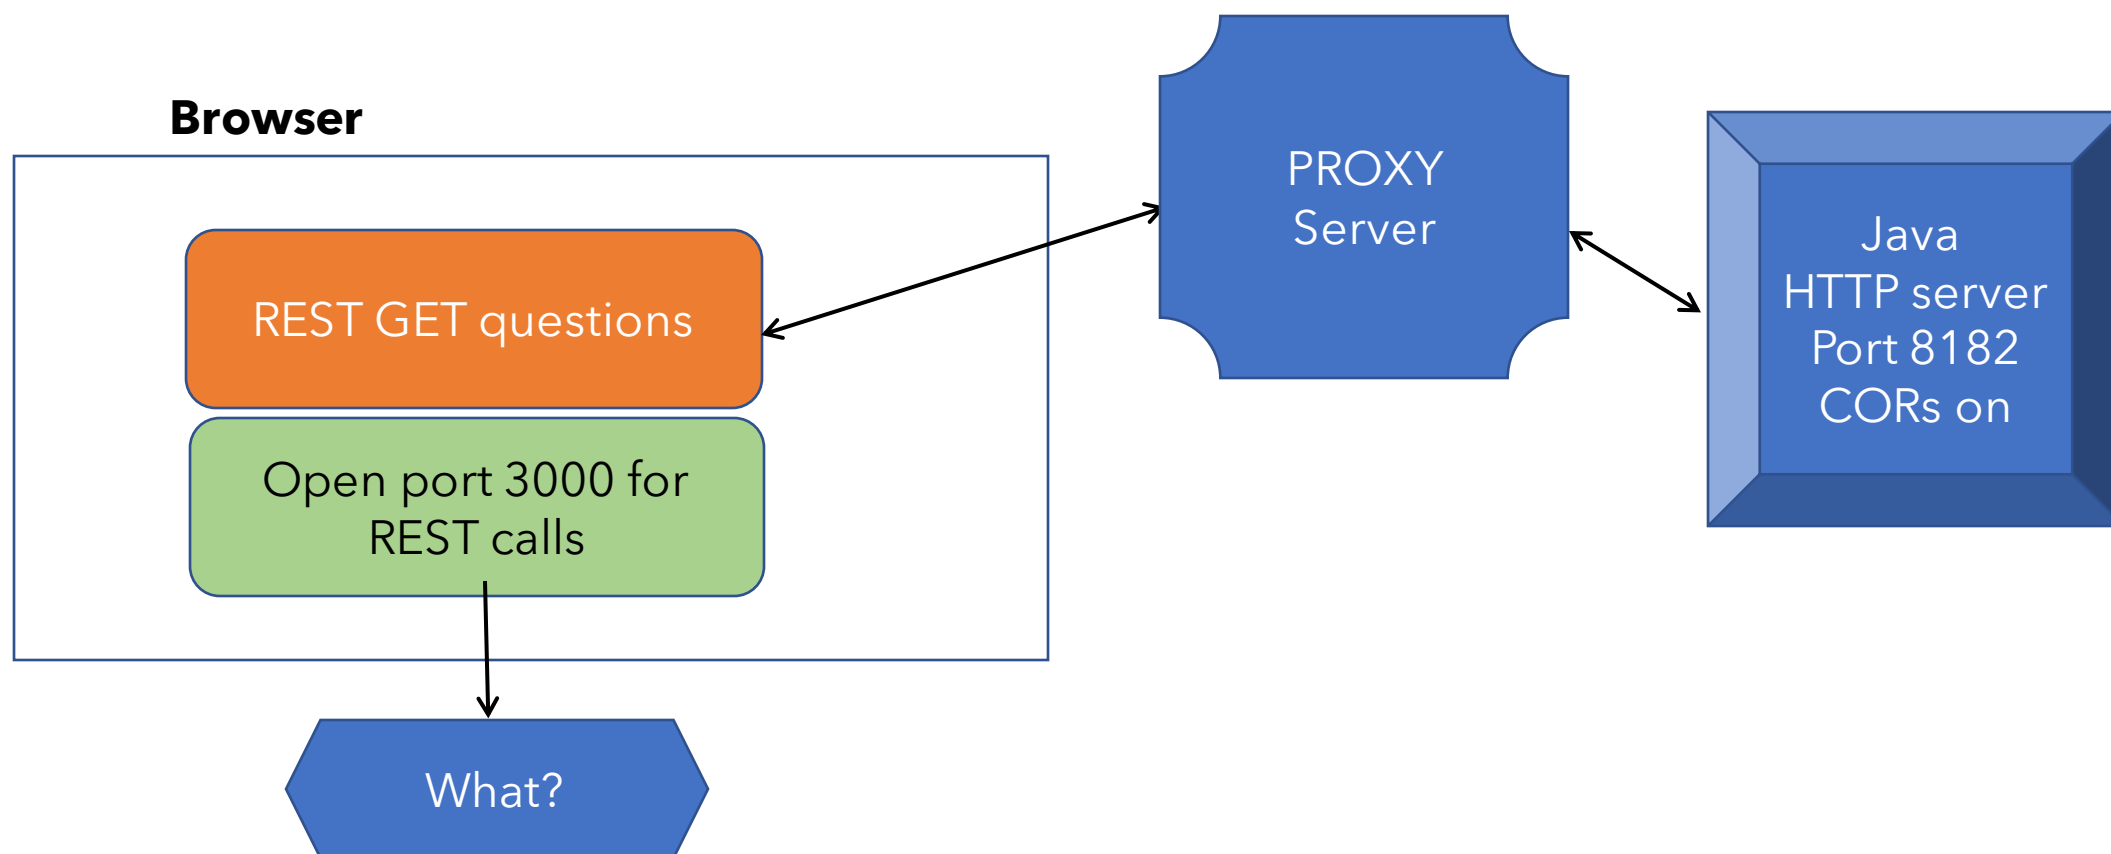 Browser
REST GET questions
Open port 3000 for
REST calls
What?
PROXY
Server
Java
HTTP server
Port 8182
CORs on